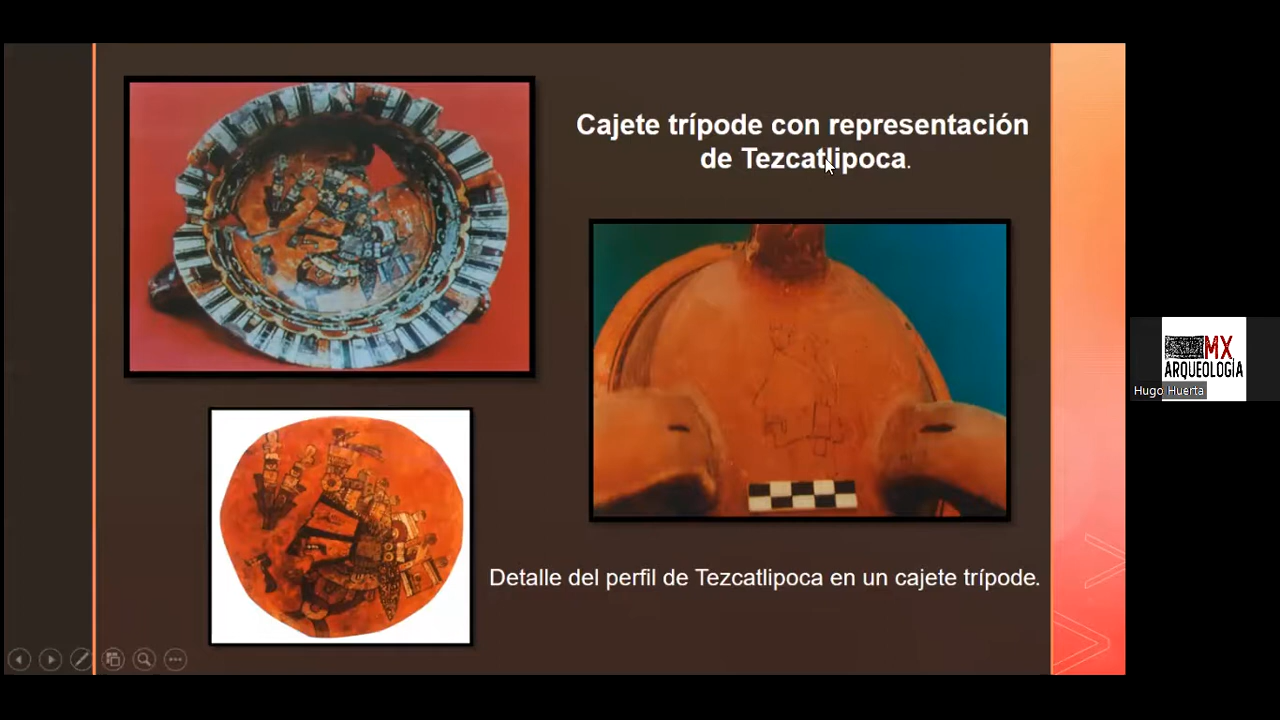 Cajete trípode con representación
de Tezcatlipoca.
MX
ARQUEOLOGÍA
Hugo Huerta
Detalle del perfil de Tezcatlipoca en un cajete trípode.